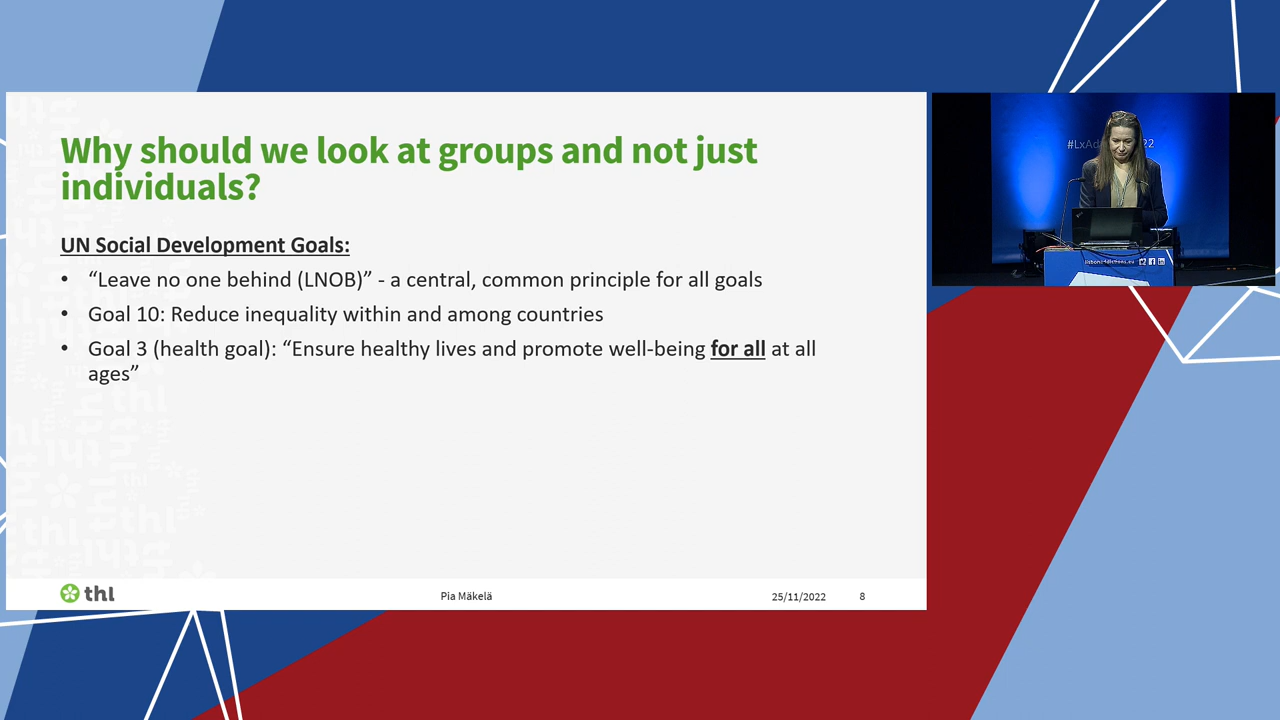 Why should we look at groups and not just
individuals?
UN Social Development Goals:
• “Leave no one behind (LNOB)” - a central, common principle for all goals
• Goal 10: Reduce inequality within and among countries
• Goal 3 (health goal): “Ensure healthy lives and promote well-being for all at all
ages”
thl
Pia Mäkelä
25/11/2022
8